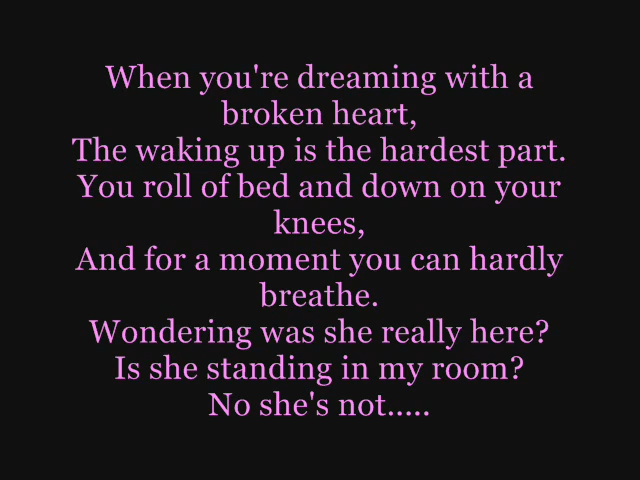 When you're dreaming with a
broken heart,
The waking up is the hardest part.
You roll of bed and down on your
knees,
And for a moment you can hardly
breathe.
Wondering was she really here?
Is she standing in my room?
No she's not.....